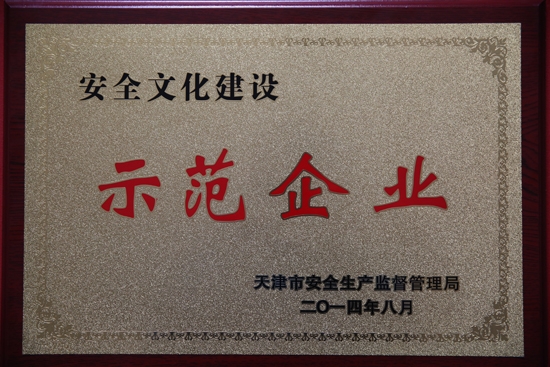 安全文化建设
示范企业
天津市安全生产监督管理局
二〇一四年八月